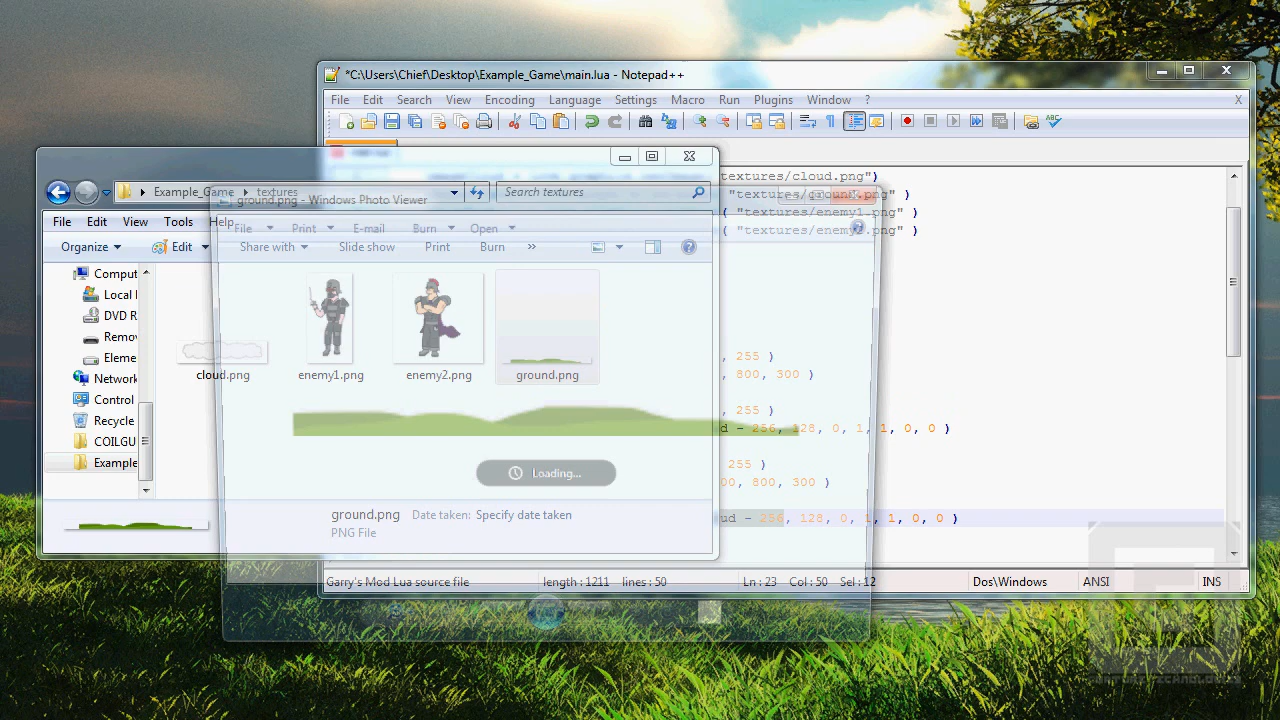 *C:\Users\Chief\Desktop\Example_Game\main.lua - Notepad++
File Edit Search View Encoding Language Settings Macro Run Plugins Window ? X
textures/cloud.png")
"textures/ground.png" )
( "textures/enemy1.png" )
( "textures/enemy2.png" )
, 255 )
, 800, 300 )
, 255 )
d - 256, 128, 0, 1, 1, 0, 0 )
255 )
00, 800, 300 )
ud - 256, 128, 0, 1, 1, 0, 0 )
Garry's Mod Lua source file length : 1211 lines : 50 Ln : 23 Col : 50 Sel : 12 Dos\Windows ANSI INS
Example_Game textures Search textures
File Edit View Tools Help
Organize Edit Share with Slide show Print Burn »
Comput
Local
DVD R
Remov
Eleme
Network
Control
Recycle
COILGU
Example
cloud.png enemy1.png enemy2.png ground.png
ground.png Date taken: Specify date taken
PNG File
ground.png - Windows Photo Viewer
File Print E-mail Burn Open
Loading...